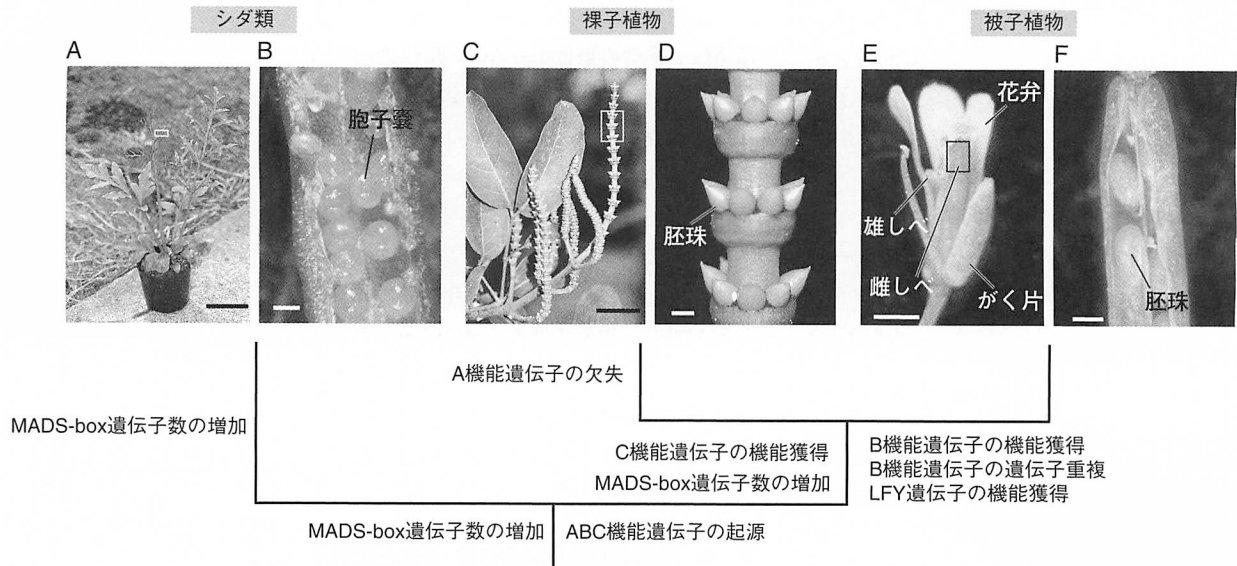 シダ類
裸子植物
被子植物
A
B
C
D
E
F
胞子嚢
胚珠
花弁
雄しべ
雌しべ
がく片
胚珠
A機能遺伝子の欠失
MADS-box遺伝子数の増加
C機能遺伝子の機能獲得
MADS-box遺伝子数の増加
B機能遺伝子の機能獲得
B機能遺伝子の遺伝子重複
LFY遺伝子の機能獲得
MADS-box遺伝子数の増加
ABC機能遺伝子の起源